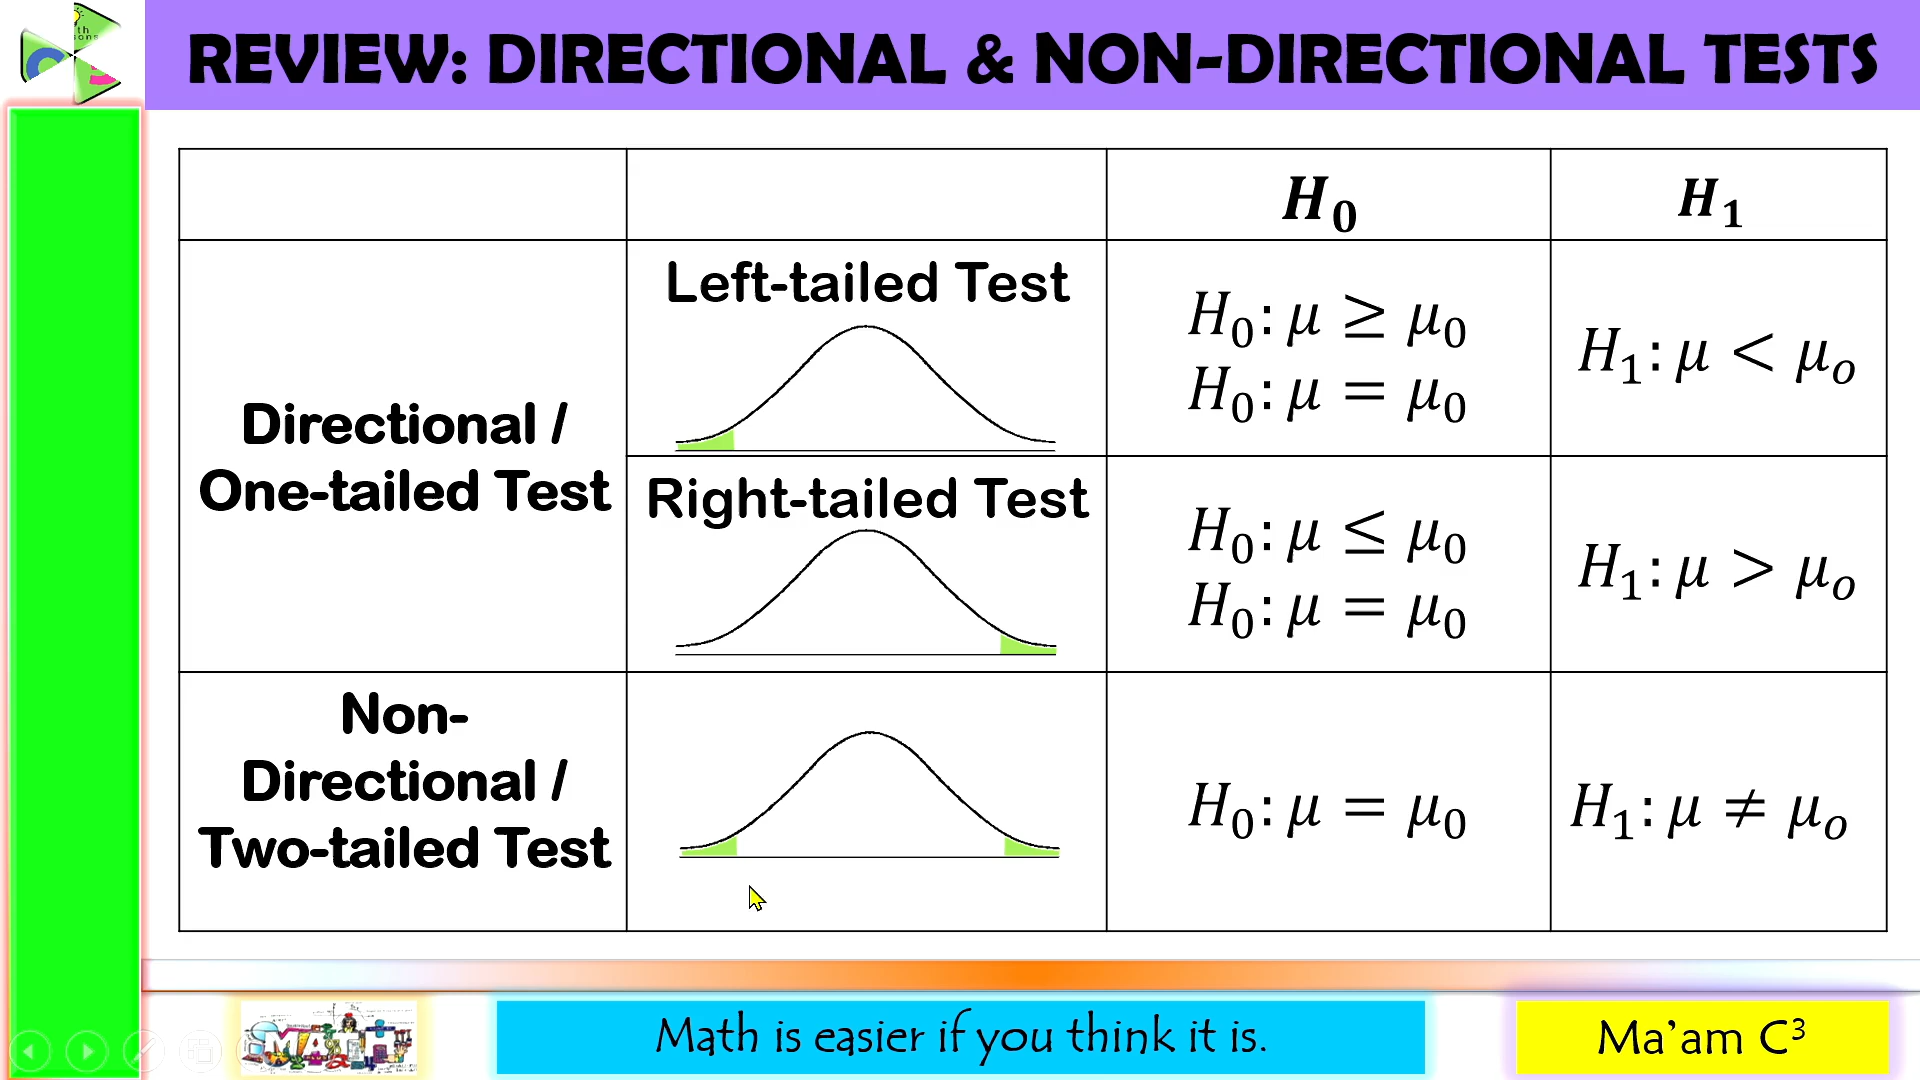 REVIEW: DIRECTIONAL & NON-DIRECTIONAL TESTS
H₀
H₁
Directional /
One-tailed Test
Left-tailed Test
H₀: μ ≥ μ₀
H₀: μ = μ₀
H₁: μ < μₒ
Right-tailed Test
H₀: μ ≤ μ₀
H₀: μ = μ₀
H₁: μ > μₒ
Non-
Directional /
Two-tailed Test
H₀: μ = μ₀
H₁: μ ≠ μₒ
MATH
Math is easier if you think it is.
Ma'am C³